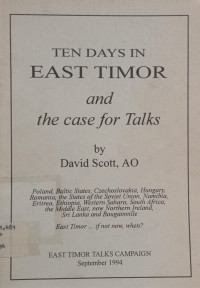 TEN DAYS IN
EAST TIMOR
and
the case for Talks
by
David Scott, AO
Poland, Baltic States, Czechoslovakia, Hungary,
Romania, the States of the Soviet Union, Namibia,
Eritrea, Ethiopia, Western Sahara, South Africa,
the Middle East, now Northern Ireland,
Sri Lanka and Bougainville
East Timor ... if not now, when?
EAST TIMOR TALKS CAMPAIGN
September 1994